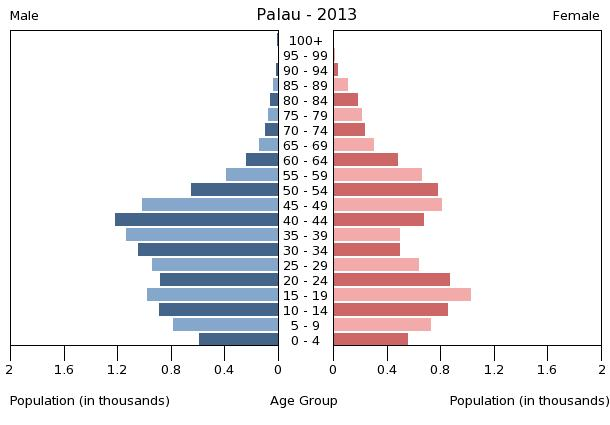 Male Palau - 2013 Female
100+
95 - 99
90 - 94
85 - 89
80 - 84
75 - 79
70 - 74
65 - 69
60 - 64
55 - 59
50 - 54
45 - 49
40 - 44
35 - 39
30 - 34
25 - 29
20 - 24
15 - 19
10 - 14
5 - 9
0 - 4
2 1.6 1.2 0.8 0.4 0 0 0.4 0.8 1.2 1.6 2
Population (in thousands) Age Group Population (in thousands)